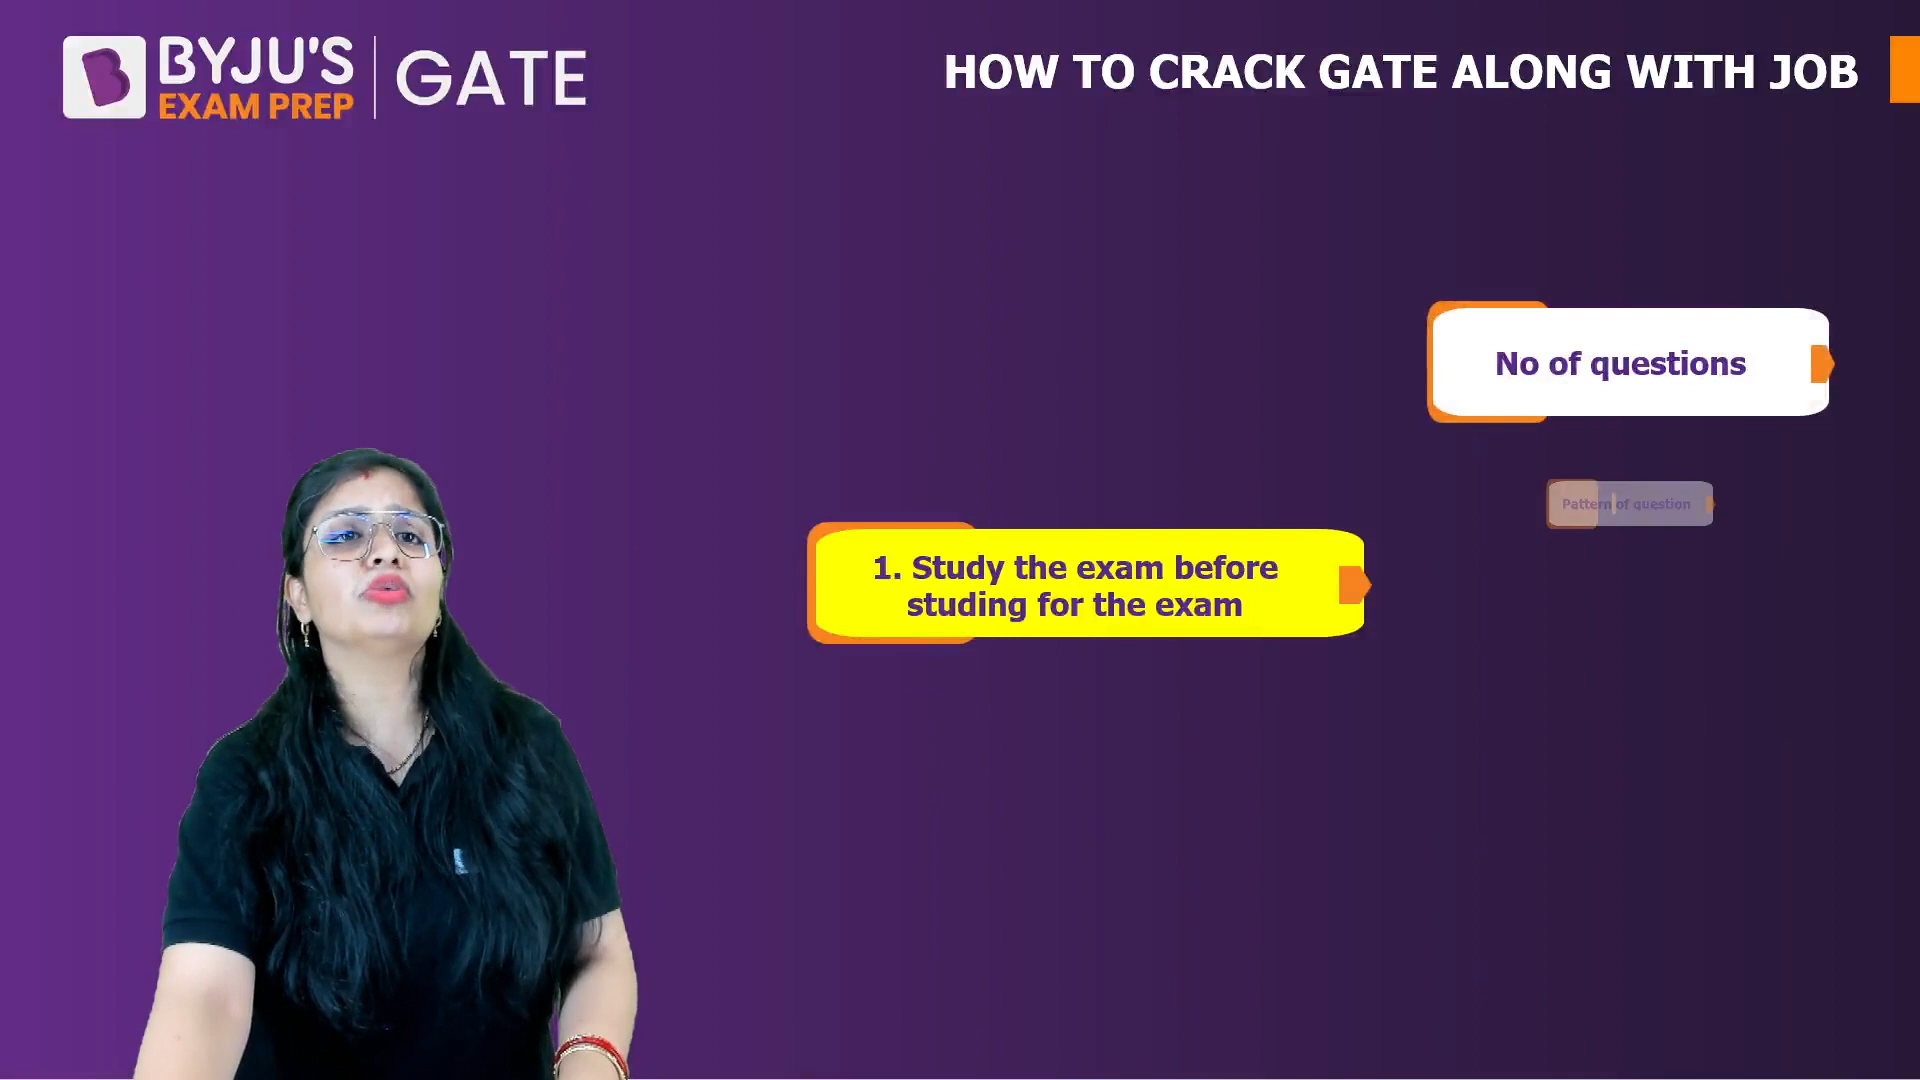 BYJU'S
EXAM PREP
GATE
HOW TO CRACK GATE ALONG WITH JOB
No of questions
Pattern of question
1. Study the exam before
studing for the exam